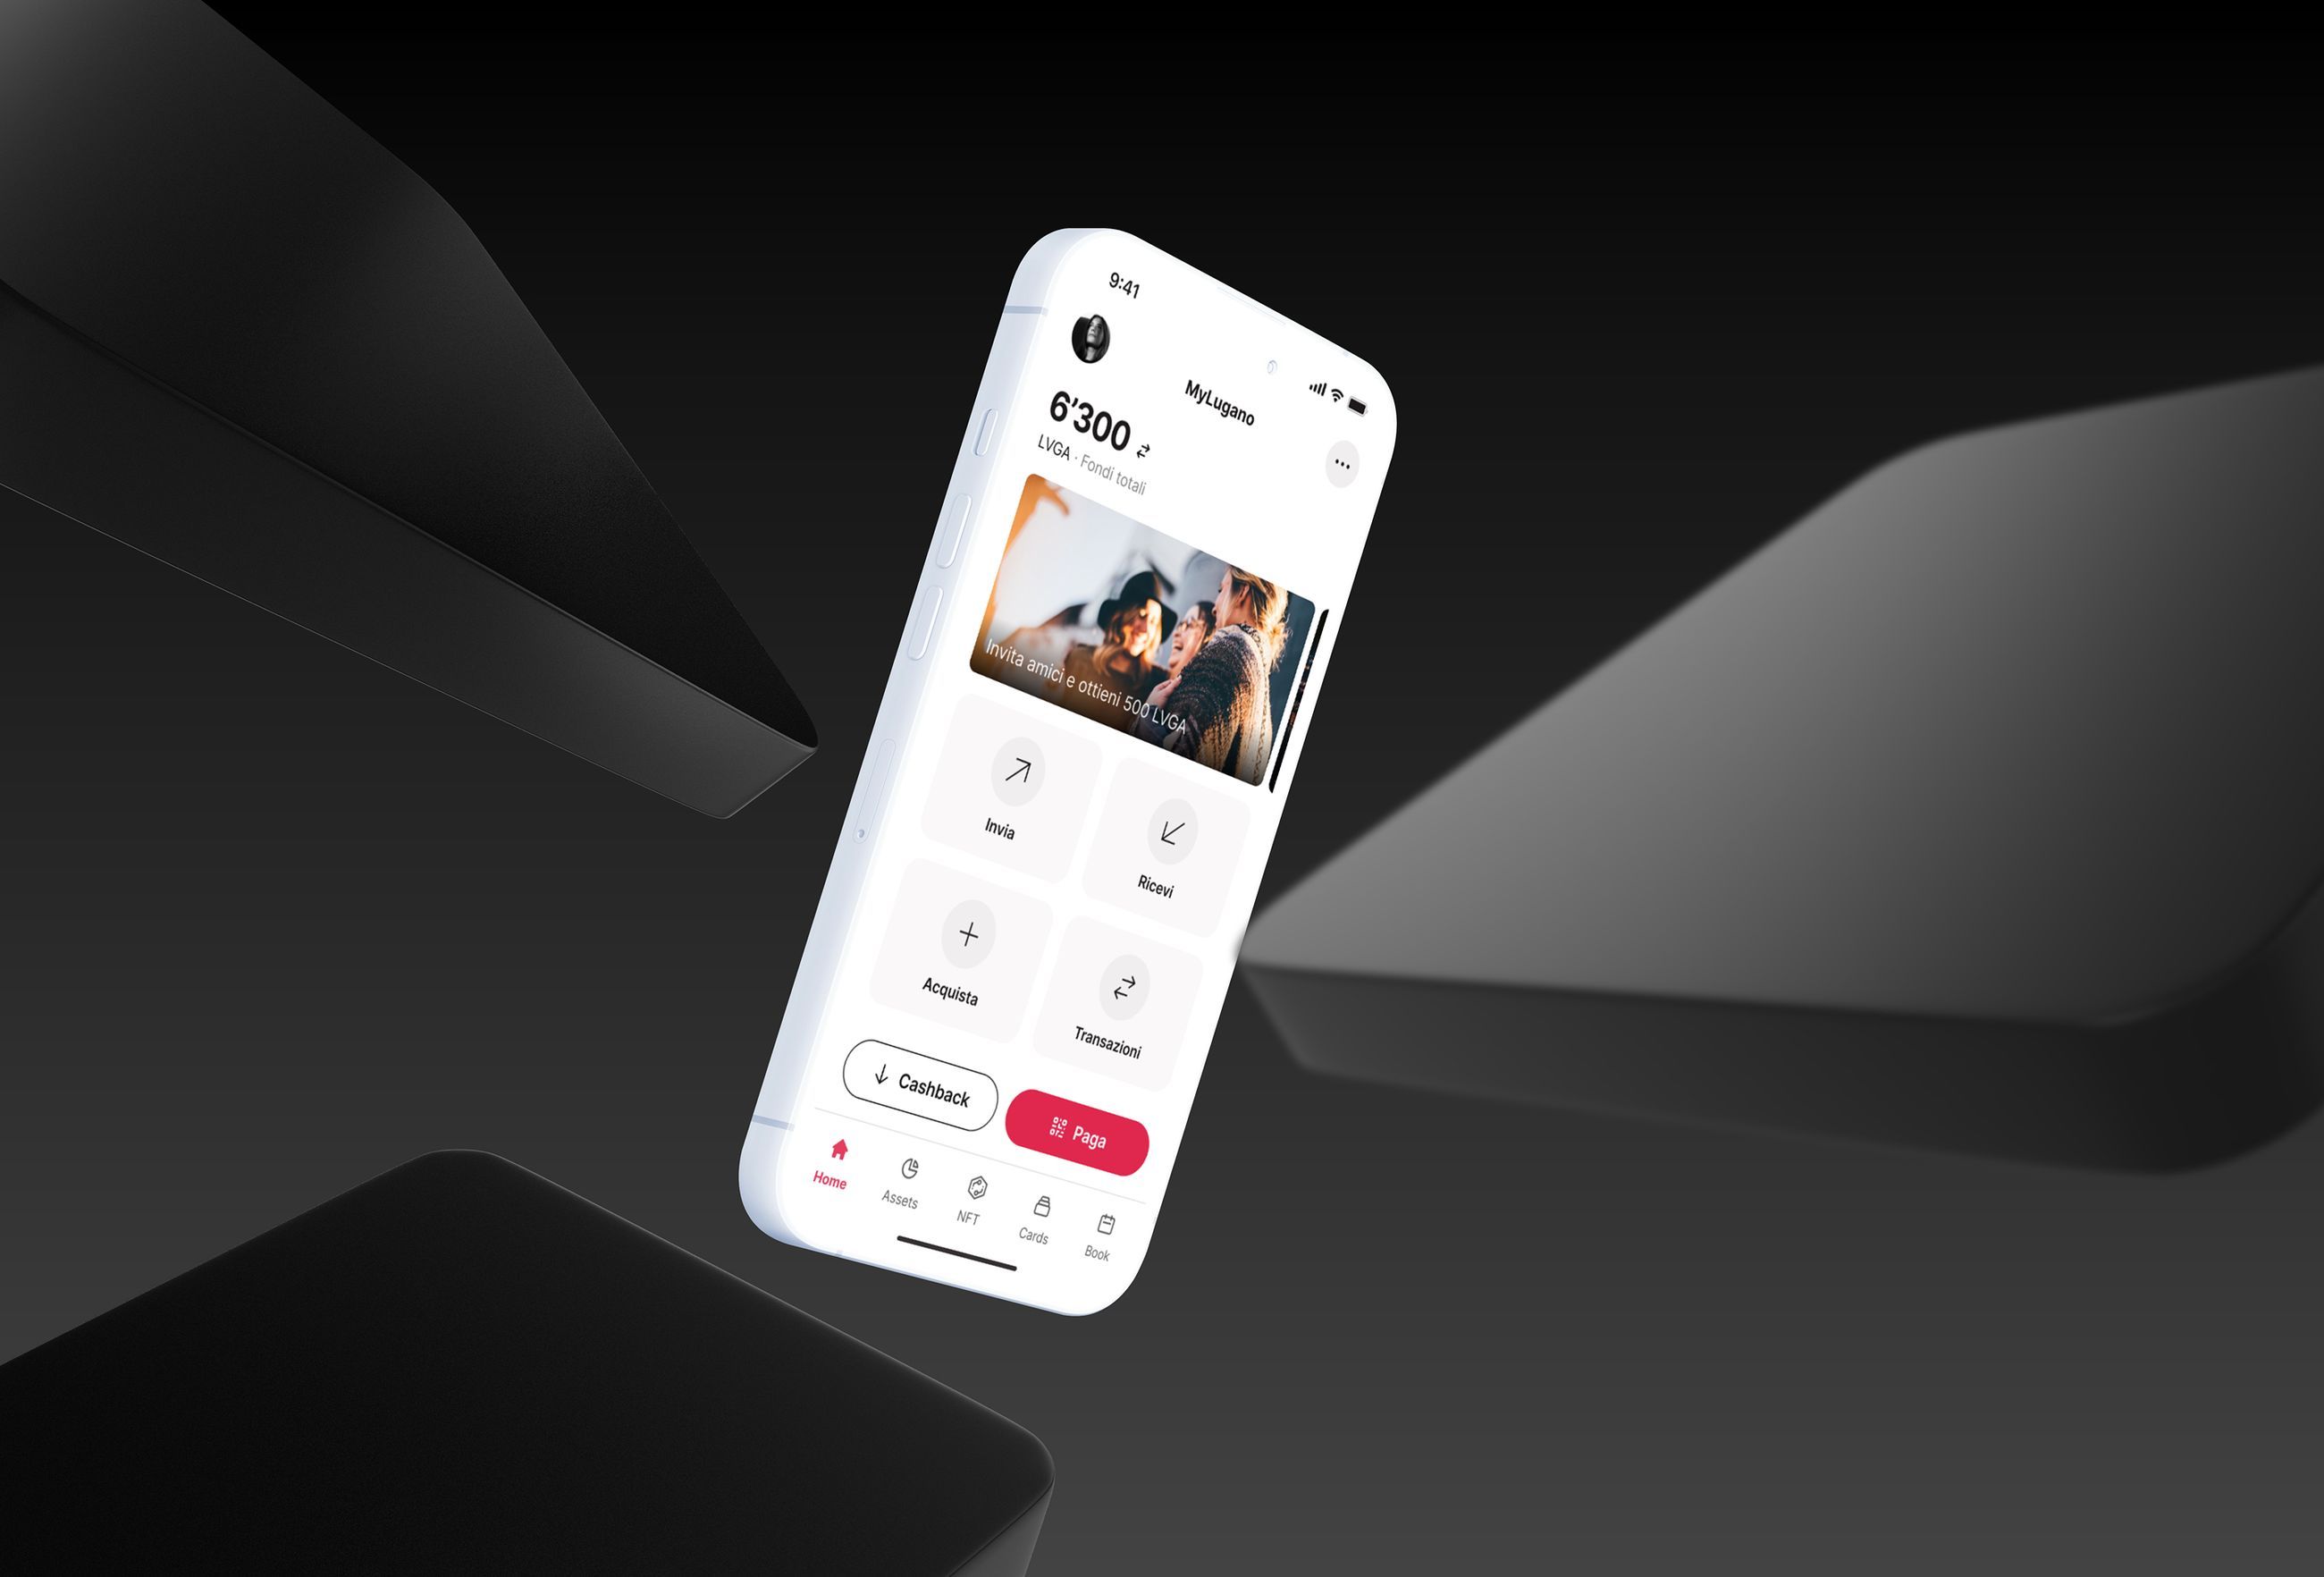 9:41
MyLugano
6’300
LVGA · Fondi totali
Invita amici e ottieni 500 LVGA
Invia
Ricevi
Acquista
Transazioni
Cashback
Paga
Home
Assets
NFT
Cards
Book